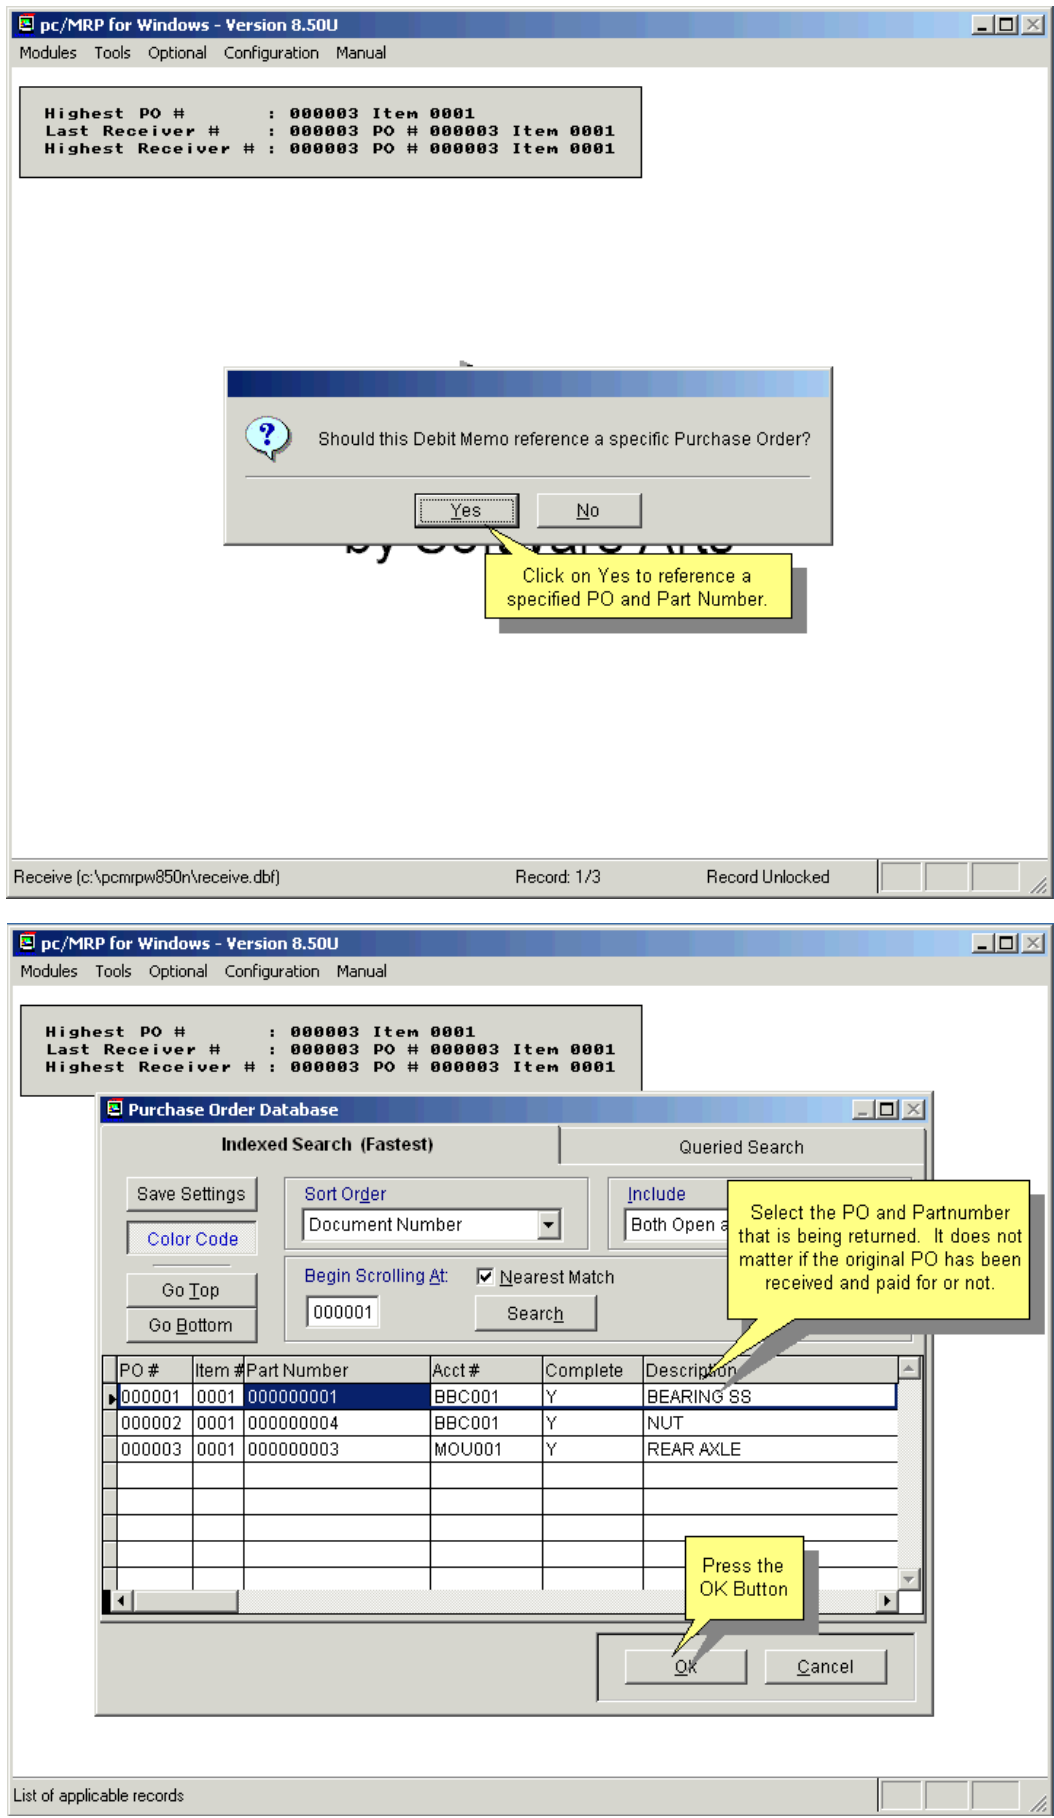 pc/MRP for Windows - Version 8.50U
Modules Tools Optional Configuration Manual
Highest PO # : 000003 Item 0001
Last Receiver # : 000003 PO # 000003 Item 0001
Highest Receiver # : 000003 PO # 000003 Item 0001
Should this Debit Memo reference a specific Purchase Order?
Yes No
by Software Arts
Click on Yes to reference a
specified PO and Part Number.
Receive (c:\pcmrpw850n\receive.dbf) Record: 1/3 Record Unlocked
pc/MRP for Windows - Version 8.50U
Modules Tools Optional Configuration Manual
Highest PO # : 000003 Item 0001
Last Receiver # : 000003 PO # 000003 Item 0001
Highest Receiver # : 000003 PO # 000003 Item 0001
Purchase Order Database
Indexed Search (Fastest) Queried Search
Save Settings Sort Order Include
Color Code Document Number Both Open a
Select the PO and Partnumber
that is being returned. It does not
matter if the original PO has been
received and paid for or not.
Go Top Begin Scrolling At: Nearest Match
Go Bottom 000001 Search
PO # Item # Part Number Acct # Complete Description
000001 0001 000000001 BBC001 Y BEARING SS
000002 0001 000000004 BBC001 Y NUT
000003 0001 000000003 MOU001 Y REAR AXLE
Press the
OK Button
Ok Cancel
List of applicable records